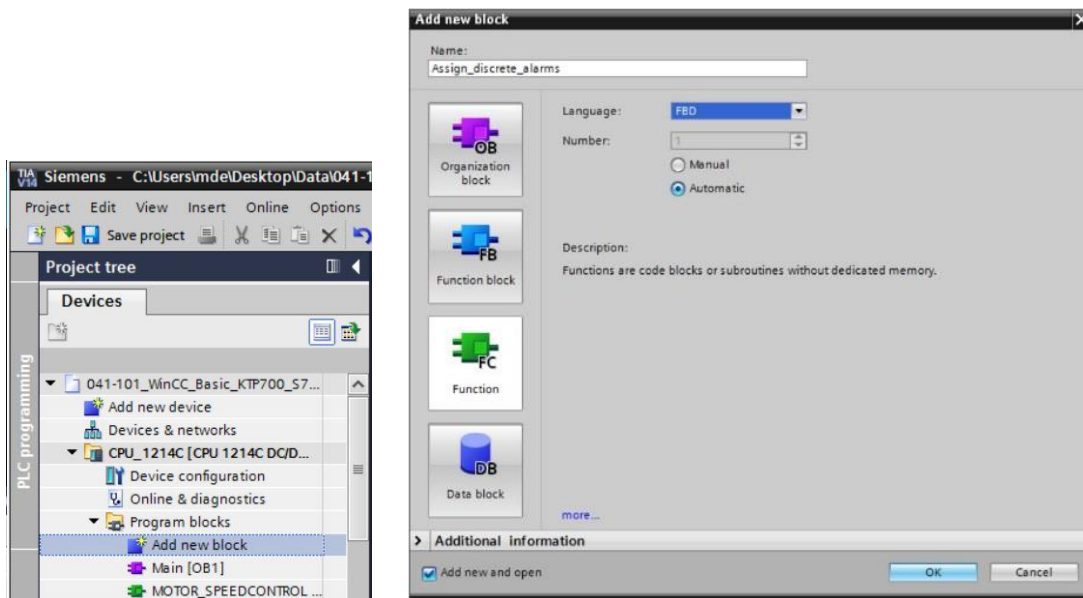 TIA V14 Siemens - C:\Users\mde\Desktop\Data\041-1
Project Edit View Insert Online Options
Save project
Project tree
Devices
PLC programming
041-101_WinCC_Basic_KTP700_S7...
Add new device
Devices & networks
CPU_1214C [CPU 1214C DC/D...
Device configuration
Online & diagnostics
Program blocks
Add new block
Main [OB1]
MOTOR_SPEEDCONTROL ...
Add new block
Name:
Assign_discrete_alarms
OB
Organization
block
FB
Function block
FC
Function
DB
Data block
Language: FBD
Number: 1
Manual
Automatic
Description:
Functions are code blocks or subroutines without dedicated memory.
more...
> Additional information
Add new and open
OK Cancel